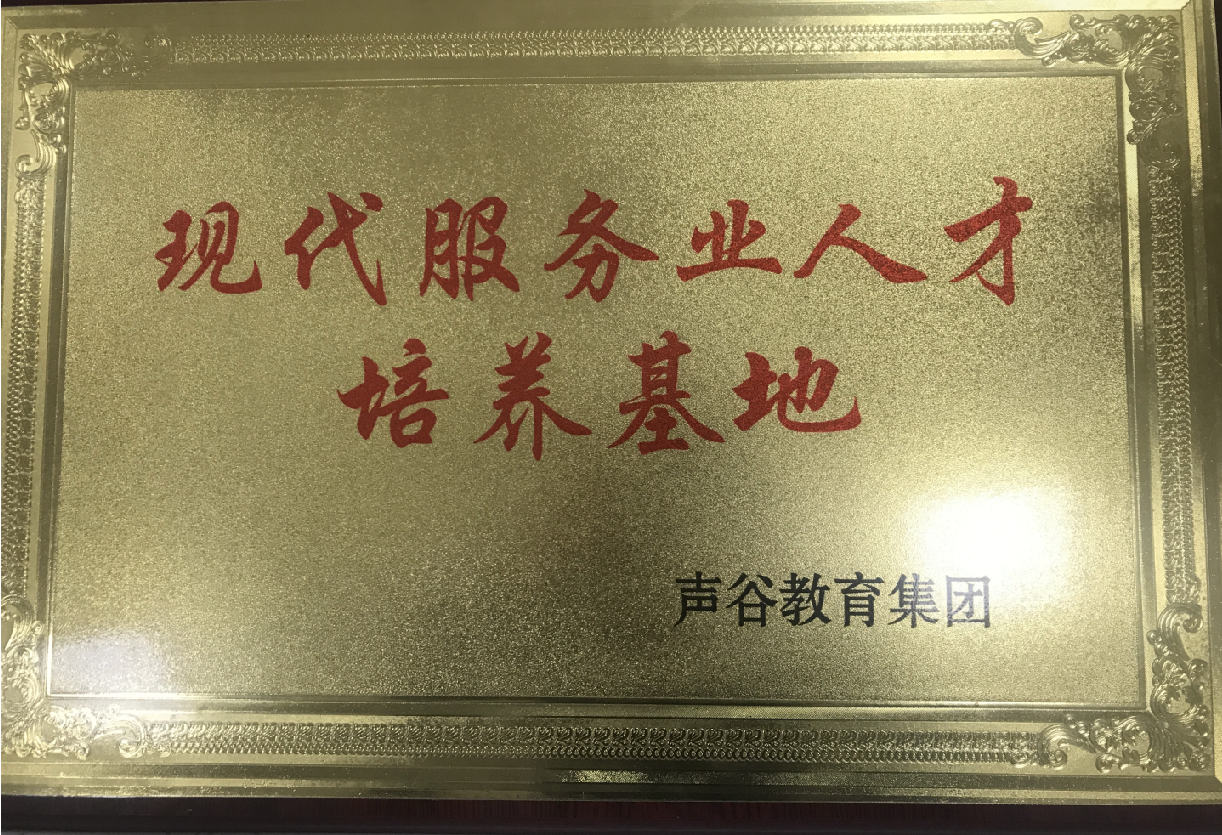 现代服务业人才
培养基地
声谷教育集团